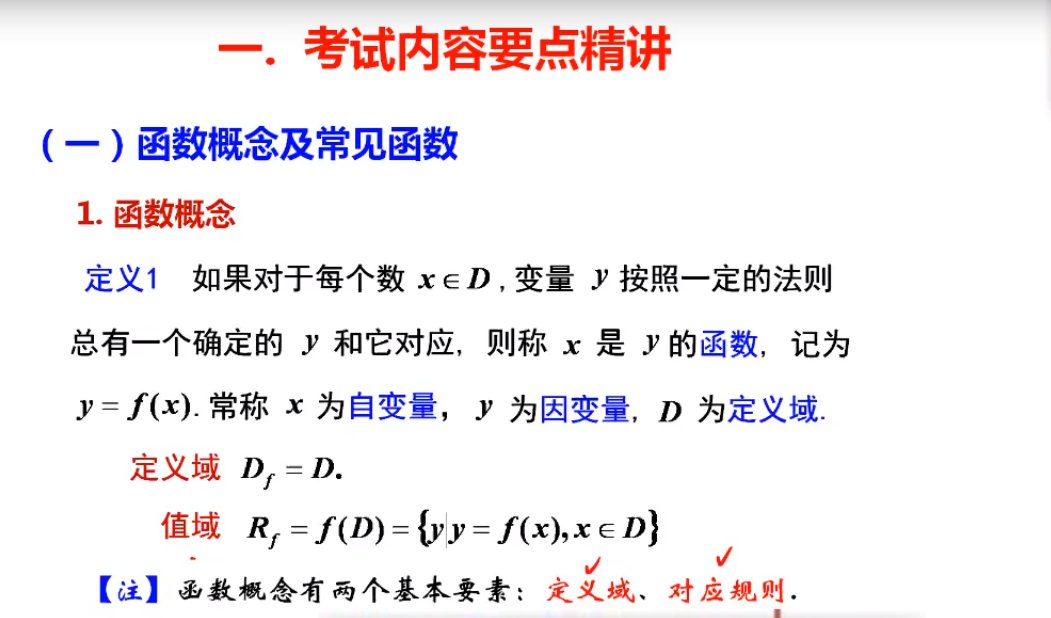 一. 考试内容要点精讲
（一）函数概念及常见函数
1. 函数概念
定义1 如果对于每个数 x∈D , 变量 y 按照一定的法则
总有一个确定的 y 和它对应, 则称 x 是 y 的函数, 记为
y = f(x). 常称 x 为自变量, y 为因变量, D 为定义域.
定义域 D_f = D.
值域 R_f = f(D) = {y|y = f(x), x∈D}
【注】函数概念有两个基本要素：定义域、对应规则.